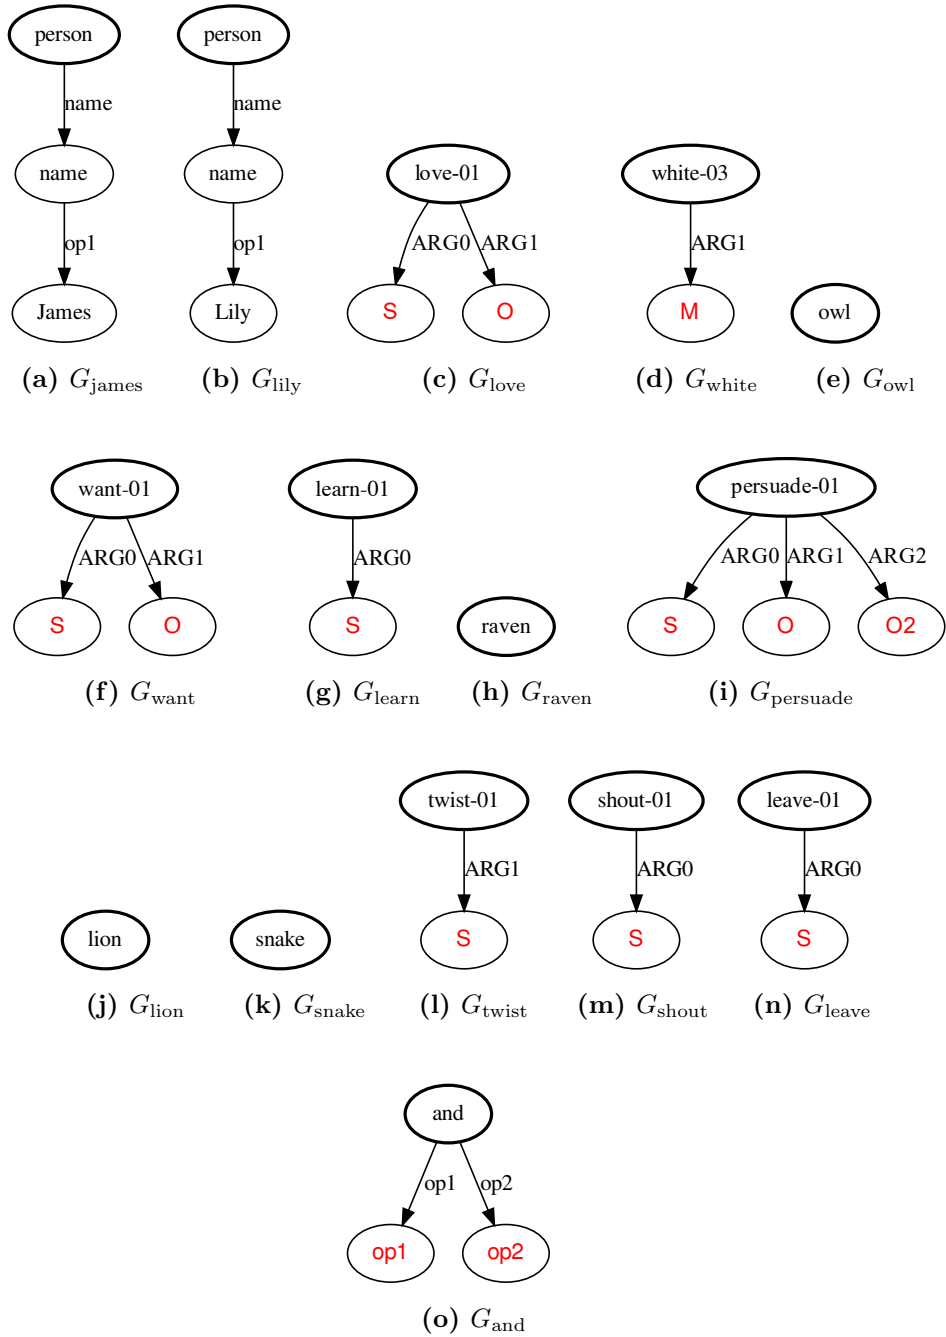 person person
name name
name name love-01 white-03
op1 op1 ARG0 ARG1 ARG1
James Lily S O M owl
(a) G_james (b) G_lily (c) G_love (d) G_white (e) G_owl
want-01 learn-01 persuade-01
ARG0 ARG1 ARG0 ARG0 ARG1 ARG2
S O S raven S O O2
(f) G_want (g) G_learn (h) G_raven (i) G_persuade
twist-01 shout-01 leave-01
ARG1 ARG0 ARG0
lion snake S S S
(j) G_lion (k) G_snake (l) G_twist (m) G_shout (n) G_leave
and
op1 op2
op1 op2
(o) G_and